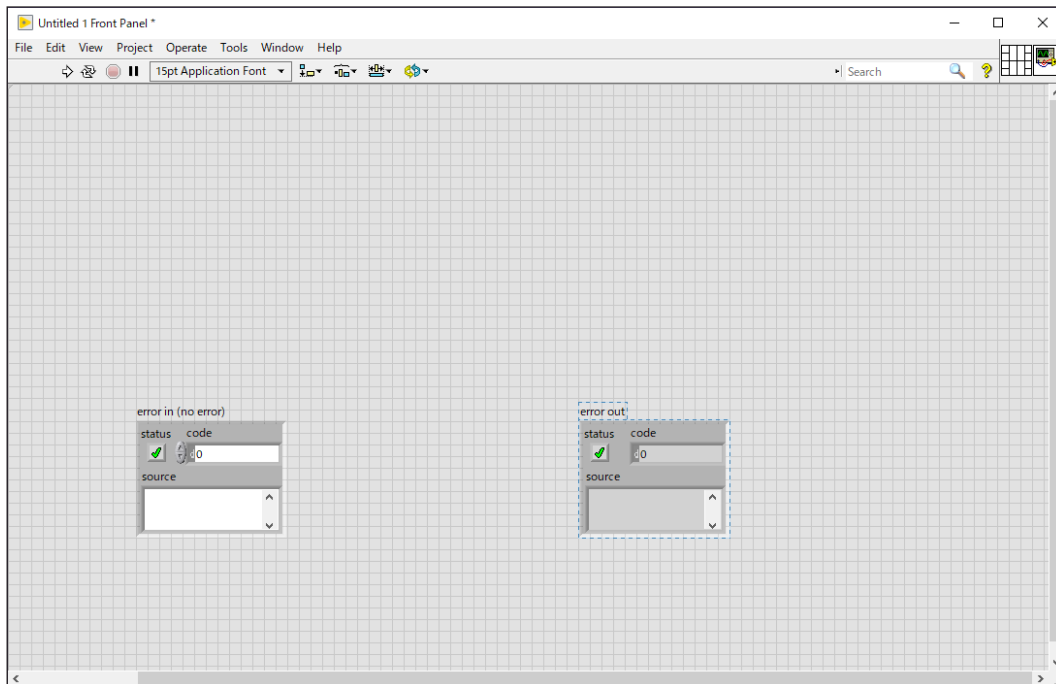 Untitled 1 Front Panel *
File Edit View Project Operate Tools Window Help
15pt Application Font
Search
?
error in (no error)
status code
d 0
source
error out
status code
d 0
source